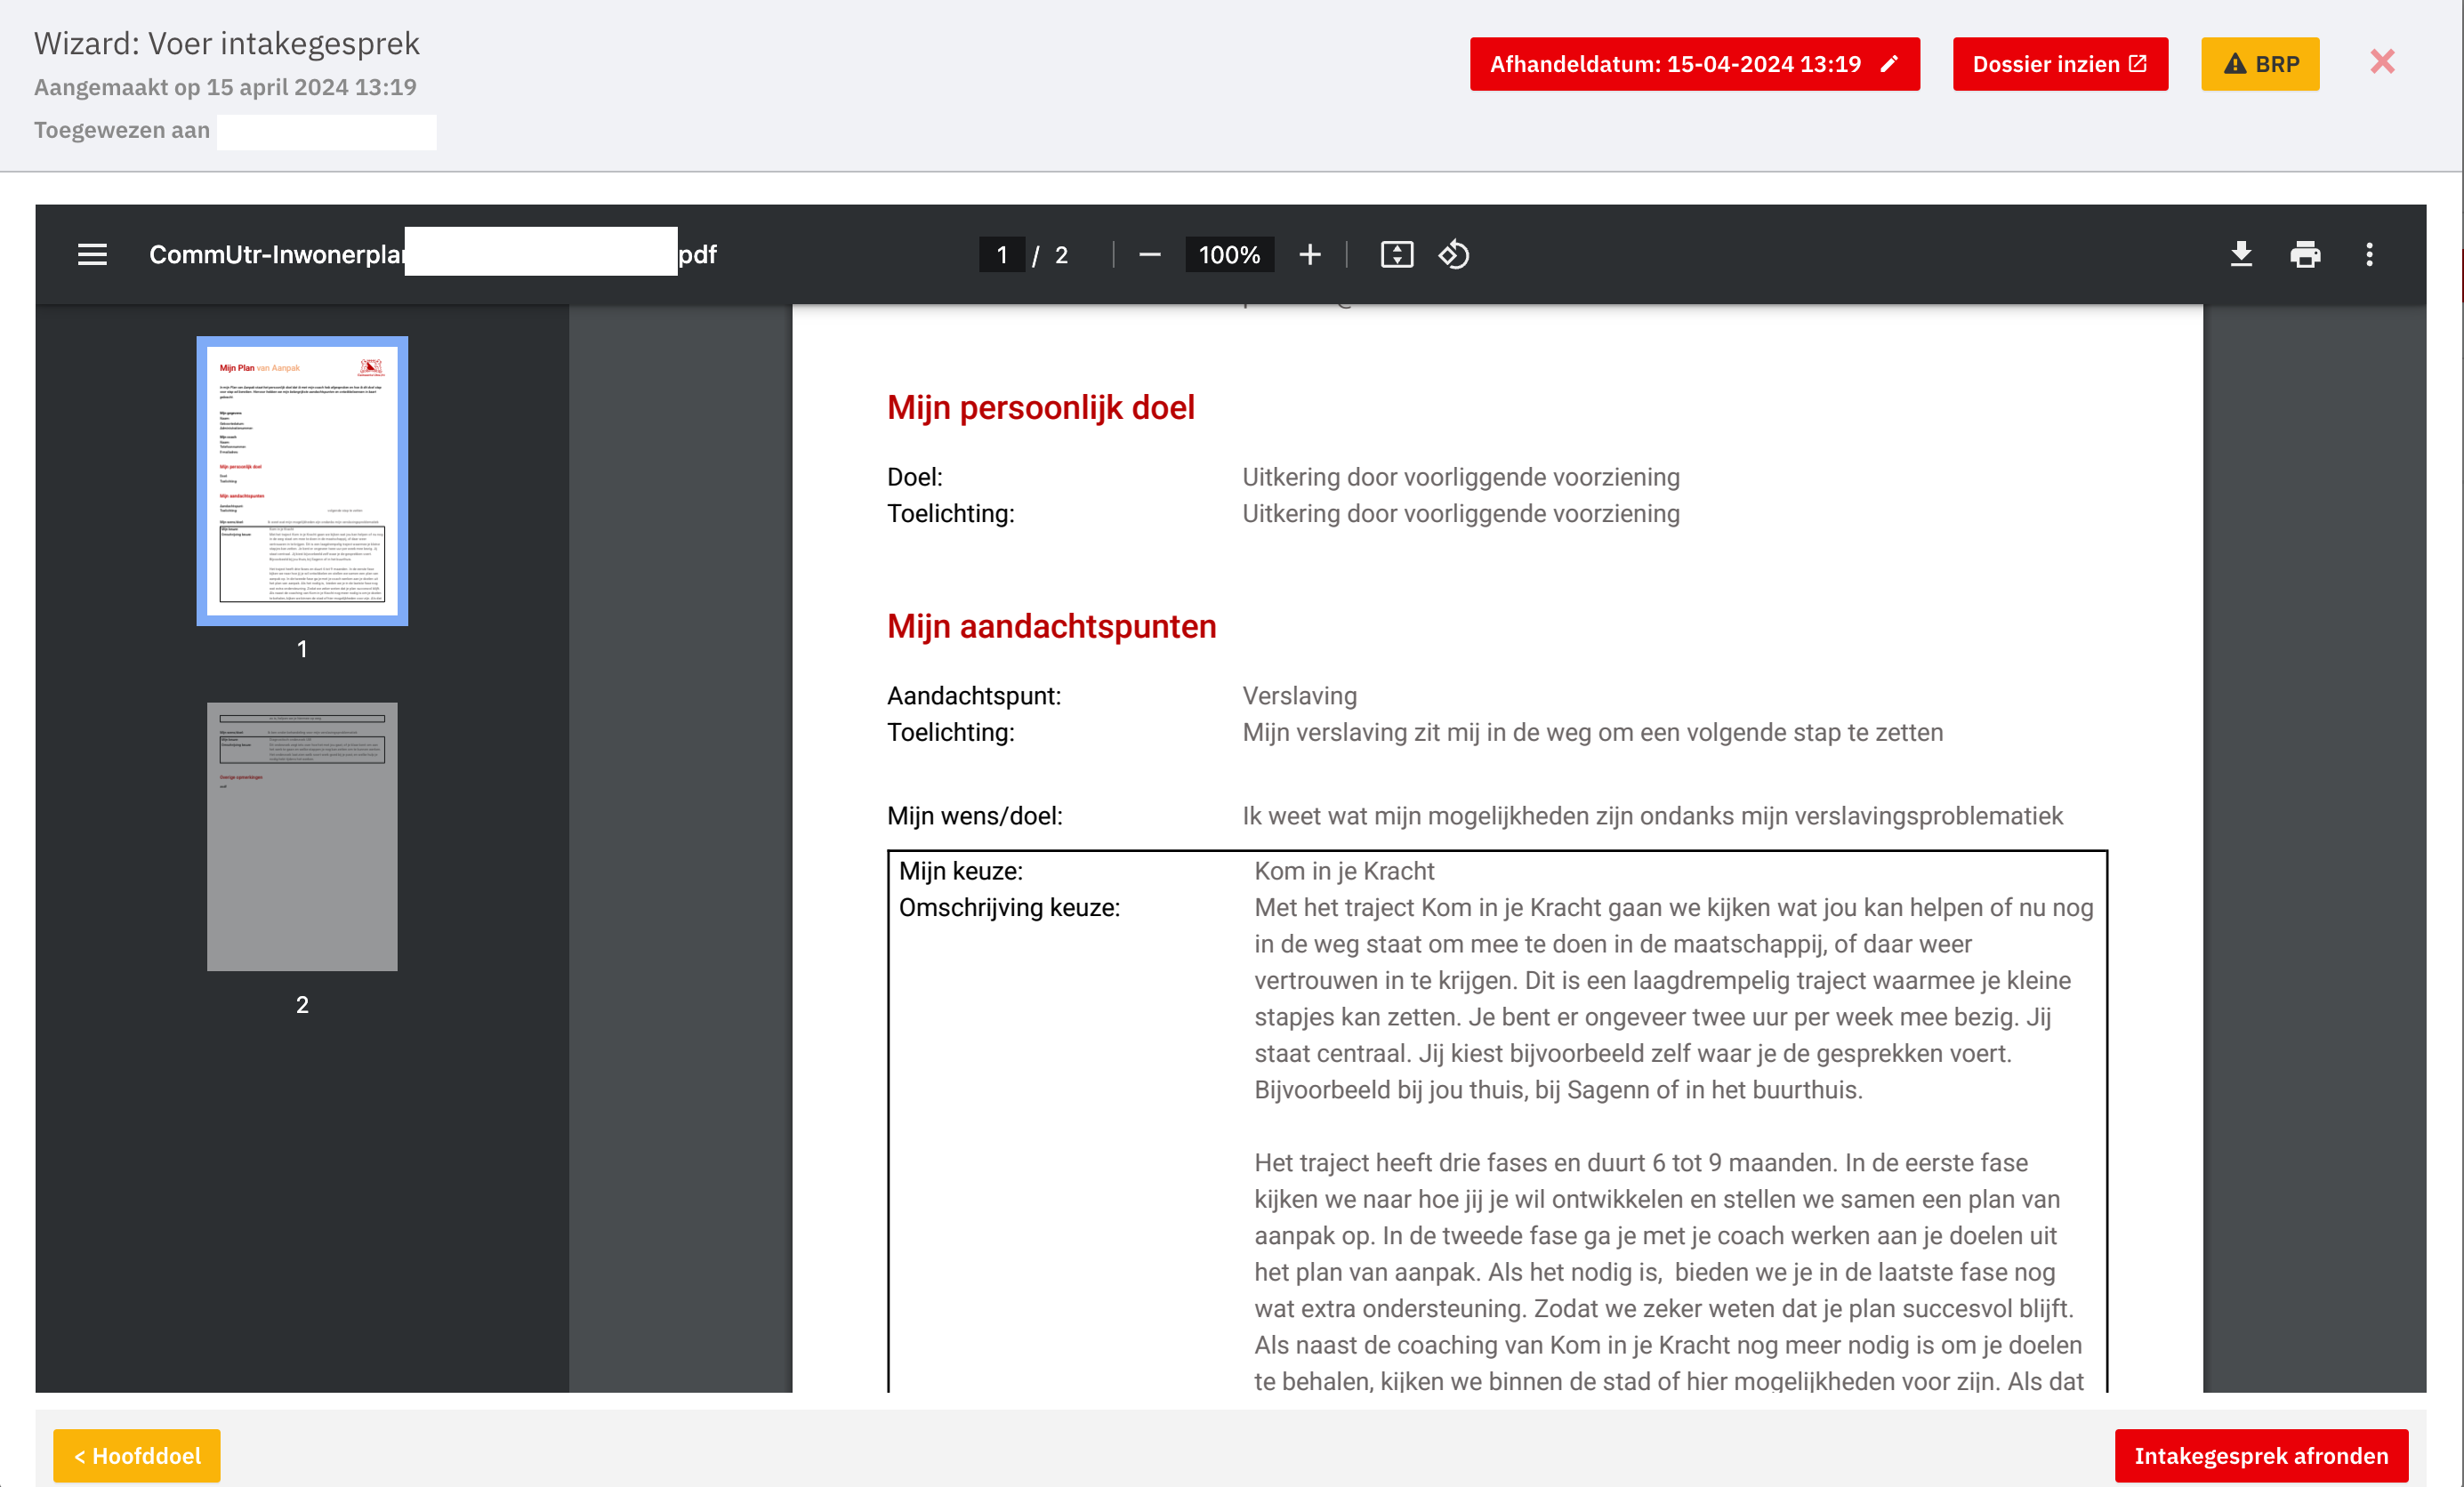 Wizard: Voer intakegesprek
Aangemaakt op 15 april 2024 13:19
Toegewezen aan
Afhandeldatum: 15-04-2024 13:19
Dossier inzien
BRP
CommUtr-Inwonerplan pdf
1 / 2
100%
Mijn Plan van Aanpak
Mijn persoonlijk doel
Mijn aandachtspunten
1
Overige opmerkingen
2
Mijn persoonlijk doel
Doel: Uitkering door voorliggende voorziening
Toelichting: Uitkering door voorliggende voorziening
Mijn aandachtspunten
Aandachtspunt: Verslaving
Toelichting: Mijn verslaving zit mij in de weg om een volgende stap te zetten
Mijn wens/doel: Ik weet wat mijn mogelijkheden zijn ondanks mijn verslavingsproblematiek
Mijn keuze: Kom in je Kracht
Omschrijving keuze: Met het traject Kom in je Kracht gaan we kijken wat jou kan helpen of nu nog
in de weg staat om mee te doen in de maatschappij, of daar weer
vertrouwen in te krijgen. Dit is een laagdrempelig traject waarmee je kleine
stapjes kan zetten. Je bent er ongeveer twee uur per week mee bezig. Jij
staat centraal. Jij kiest bijvoorbeeld zelf waar je de gesprekken voert.
Bijvoorbeeld bij jou thuis, bij Sagenn of in het buurthuis.
Het traject heeft drie fases en duurt 6 tot 9 maanden. In de eerste fase
kijken we naar hoe jij je wil ontwikkelen en stellen we samen een plan van
aanpak op. In de tweede fase ga je met je coach werken aan je doelen uit
het plan van aanpak. Als het nodig is, bieden we je in de laatste fase nog
wat extra ondersteuning. Zodat we zeker weten dat je plan succesvol blijft.
Als naast de coaching van Kom in je Kracht nog meer nodig is om je doelen
te behalen, kijken we binnen de stad of hier mogelijkheden voor zijn. Als dat
< Hoofddoel
Intakegesprek afronden